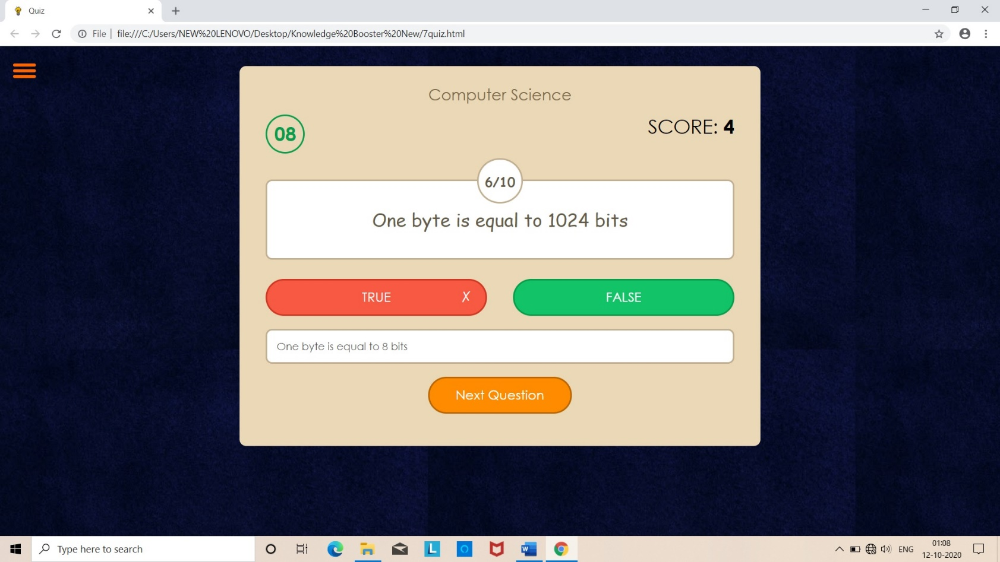 Quiz
File
file:///C:/Users/NEW%20LENOVO/Desktop/Knowledge%20Booster%20New/7quiz.html
Computer Science
08
SCORE: 4
6/10
One byte is equal to 1024 bits
TRUE X
FALSE
One byte is equal to 8 bits
Next Question
Type here to search
L
W
ENG
01:08
12-10-2020